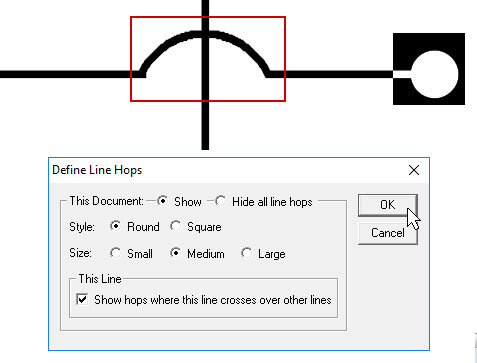 Define Line Hops
This Document: Show Hide all line hops
OK
Style: Round Square
Cancel
Size: Small Medium Large
This Line
Show hops where this line crosses over other lines